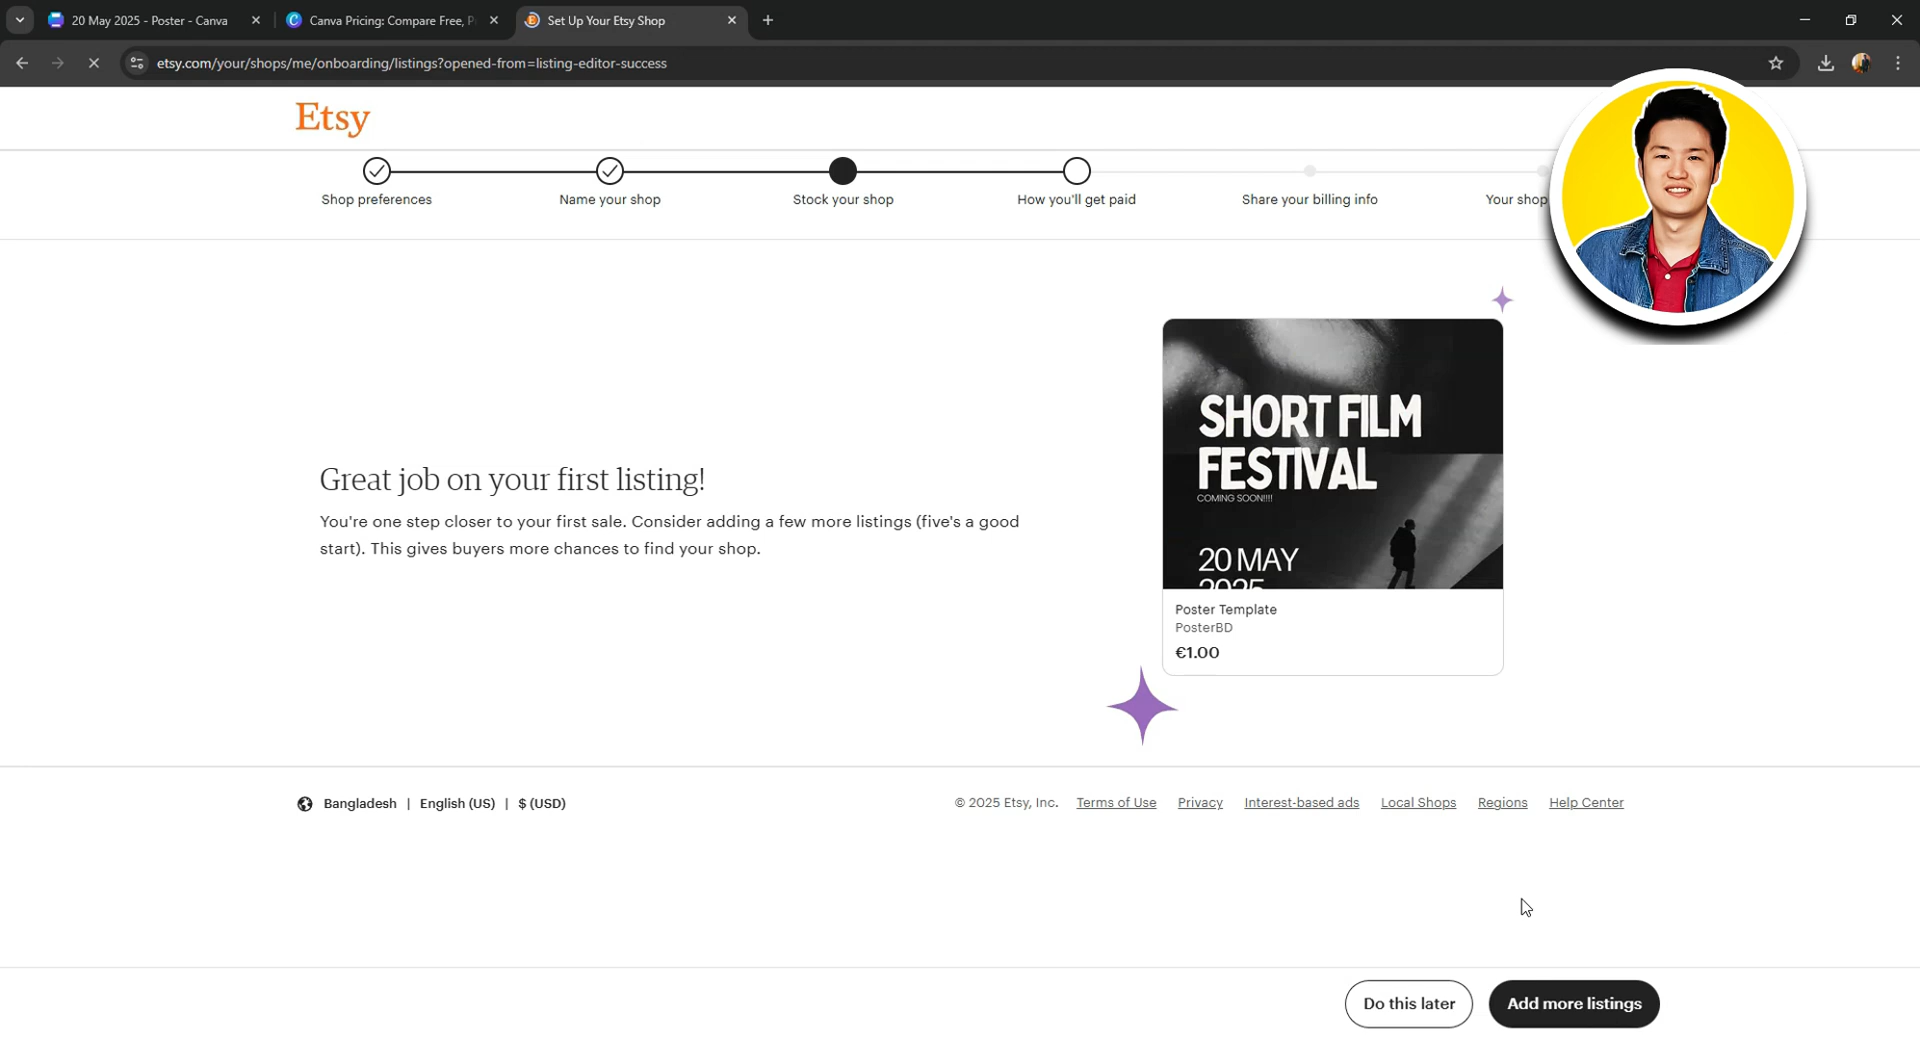 20 May 2025 - Poster - Canva
Canva Pricing: Compare Free, P
Set Up Your Etsy Shop
etsy.com/your/shops/me/onboarding/listings?opened-from=listing-editor-success
Etsy
Shop preferences
Name your shop
Stock your shop
How you'll get paid
Share your billing info
Your shop
Great job on your first listing!
You're one step closer to your first sale. Consider adding a few more listings (five's a good
start). This gives buyers more chances to find your shop.
SHORT FILM
FESTIVAL
COMING SOON!!!!
20 MAY
2025
Poster Template
PosterBD
€1.00
Bangladesh | English (US) | $ (USD)
© 2025 Etsy, Inc. Terms of Use Privacy Interest-based ads Local Shops Regions Help Center
Do this later
Add more listings